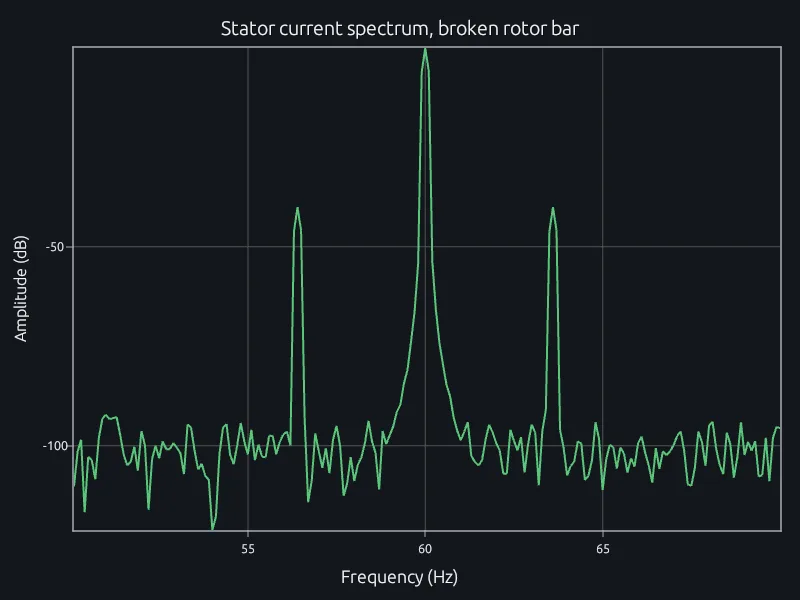 Stator current spectrum, broken rotor bar
Amplitude (dB)
-50
-100
55
60
65
Frequency (Hz)